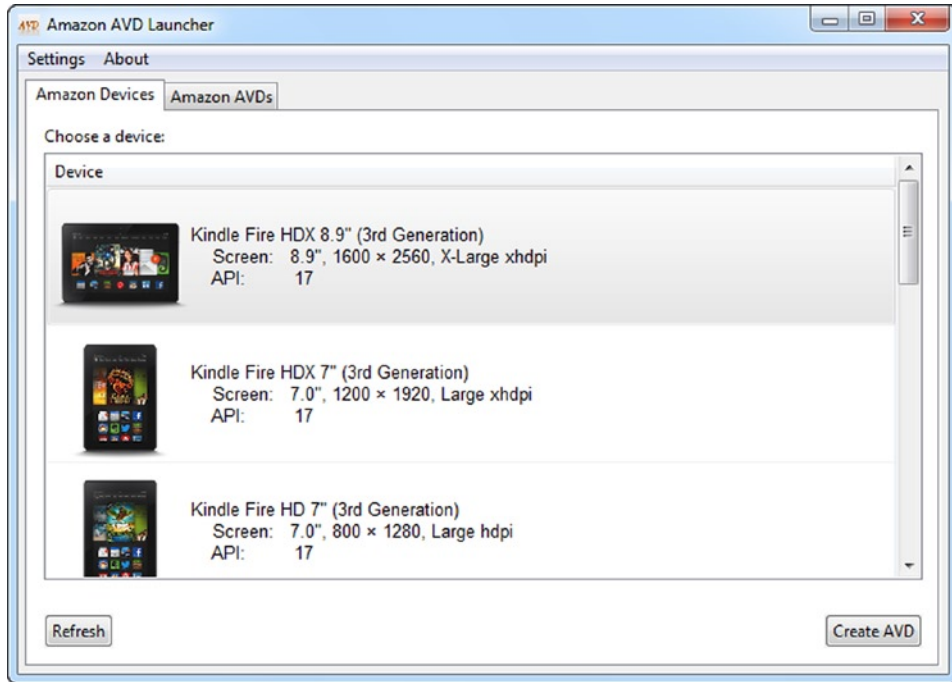 AVD Amazon AVD Launcher
Settings About
Amazon Devices Amazon AVDs
Choose a device:
Device
Kindle Fire HDX 8.9" (3rd Generation)
Screen: 8.9", 1600 × 2560, X-Large xhdpi
API: 17
Kindle Fire HDX 7" (3rd Generation)
Screen: 7.0", 1200 × 1920, Large xhdpi
API: 17
Kindle Fire HD 7" (3rd Generation)
Screen: 7.0", 800 × 1280, Large hdpi
API: 17
Refresh Create AVD